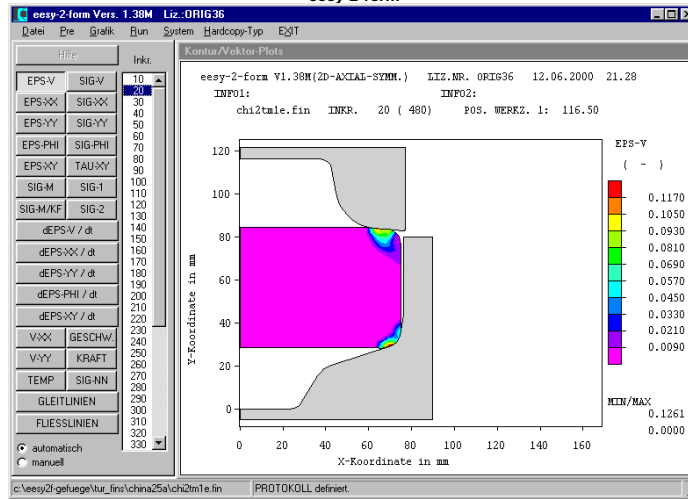 eesy-2-form
eesy-2-form Vers. 1.38M Liz.:ORIG36
Datei Pre Grafik Run System Hardcopy-Typ EXIT
Hilfe
Inkr.
EPS-V SIG-V
EPS-XX SIG-XX
EPS-YY SIG-YY
EPS-PHI SIG-PHI
EPS-XY TAU-XY
SIG-M SIG-1
SIG-M/KF SIG-2
dEPS-V / dt
dEPS-XX / dt
dEPS-YY / dt
dEPS-PHI / dt
dEPS-XY / dt
V-XX GESCHW.
V-YY KRAFT
TEMP SIG-NN
GLEITLINIEN
FLIESSLINIEN
automatisch
manuell
10
20
30
40
50
60
70
80
90
100
110
120
130
140
150
160
170
180
190
200
210
220
230
240
250
260
270
280
290
300
310
320
330
Kontur/Vektor-Plots
eesy-2-form V1.38M(2D-AXIAL-SYMM.) LIZ.NR. ORIG36 12.06.2000 21.28
INFO1: INFO2:
chi2tm1e.fin INKR. 20 ( 480) POS. WERKZ. 1: 116.50
EPS-V
( - )
0.1170
0.1050
0.0930
0.0810
0.0690
0.0570
0.0450
0.0330
0.0210
0.0090
MIN/MAX
0.1261
0.0000
Y-Koordinate in mm
120
100
80
60
40
20
0
0 20 40 60 80 100 120 140 160
X-Koordinate in mm
c:\eesy2f-gefuege\tur_fins\china25a\chi2tm1e.fin PROTOKOLL definiert.